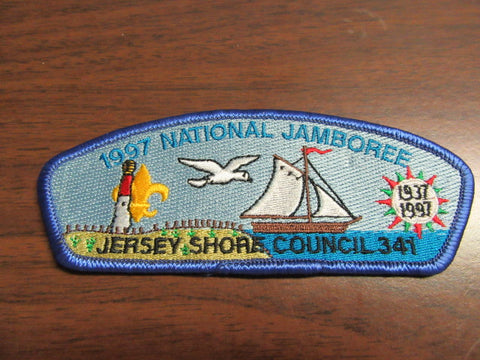 1997 NATIONAL JAMBOREE
1937
1997
JERSEY SHORE COUNCIL 341